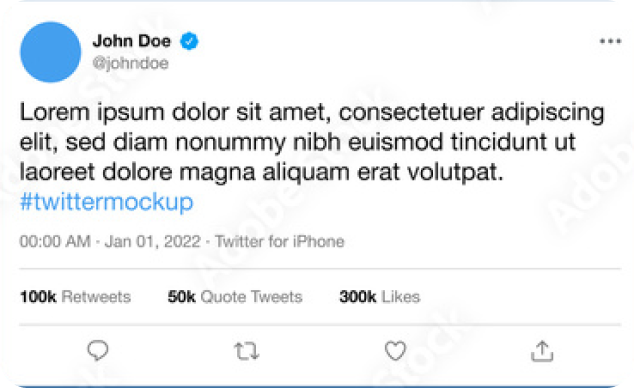 John Doe
@johndoe
Lorem ipsum dolor sit amet, consectetuer adipiscing
elit, sed diam nonummy nibh euismod tincidunt ut
laoreet dolore magna aliquam erat volutpat.
#twittermockup
00:00 AM · Jan 01, 2022 · Twitter for iPhone
100k Retweets 50k Quote Tweets 300k Likes